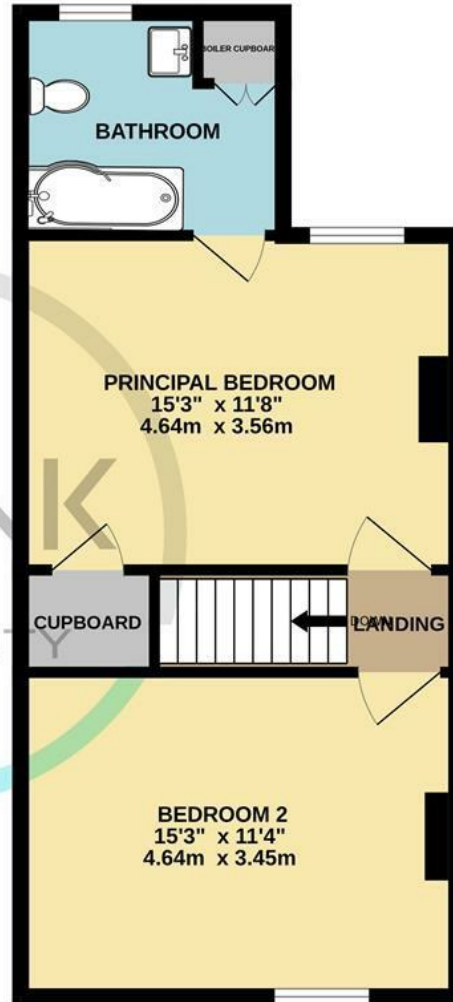 BOILER CUPBOARD
BATHROOM
PRINCIPAL BEDROOM
15'3" x 11'8"
4.64m x 3.56m
K
CUPBOARD
DOWN
LANDING
TY
BEDROOM 2
15'3" x 11'4"
4.64m x 3.45m